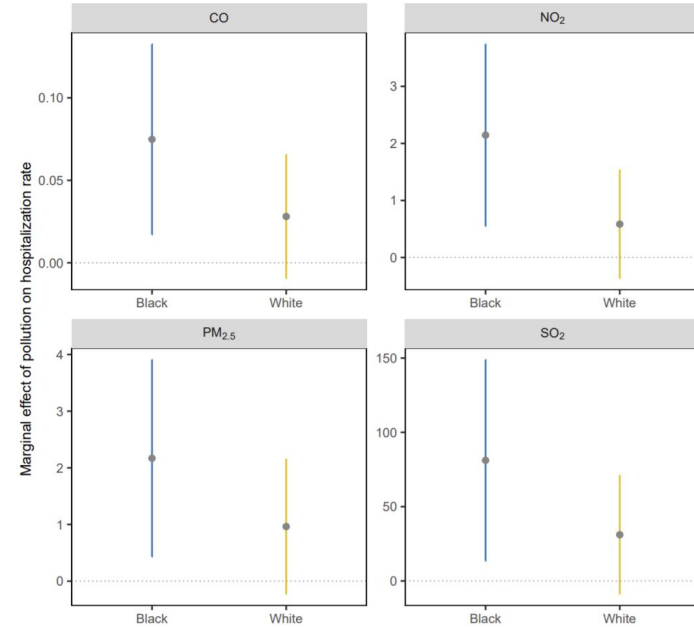 Marginal effect of pollution on hospitalization rate
CO
0.10
0.05
0.00
Black White
NO₂
3
2
1
0
Black White
PM₂.₅
4
3
2
1
0
Black White
SO₂
150
100
50
0
Black White